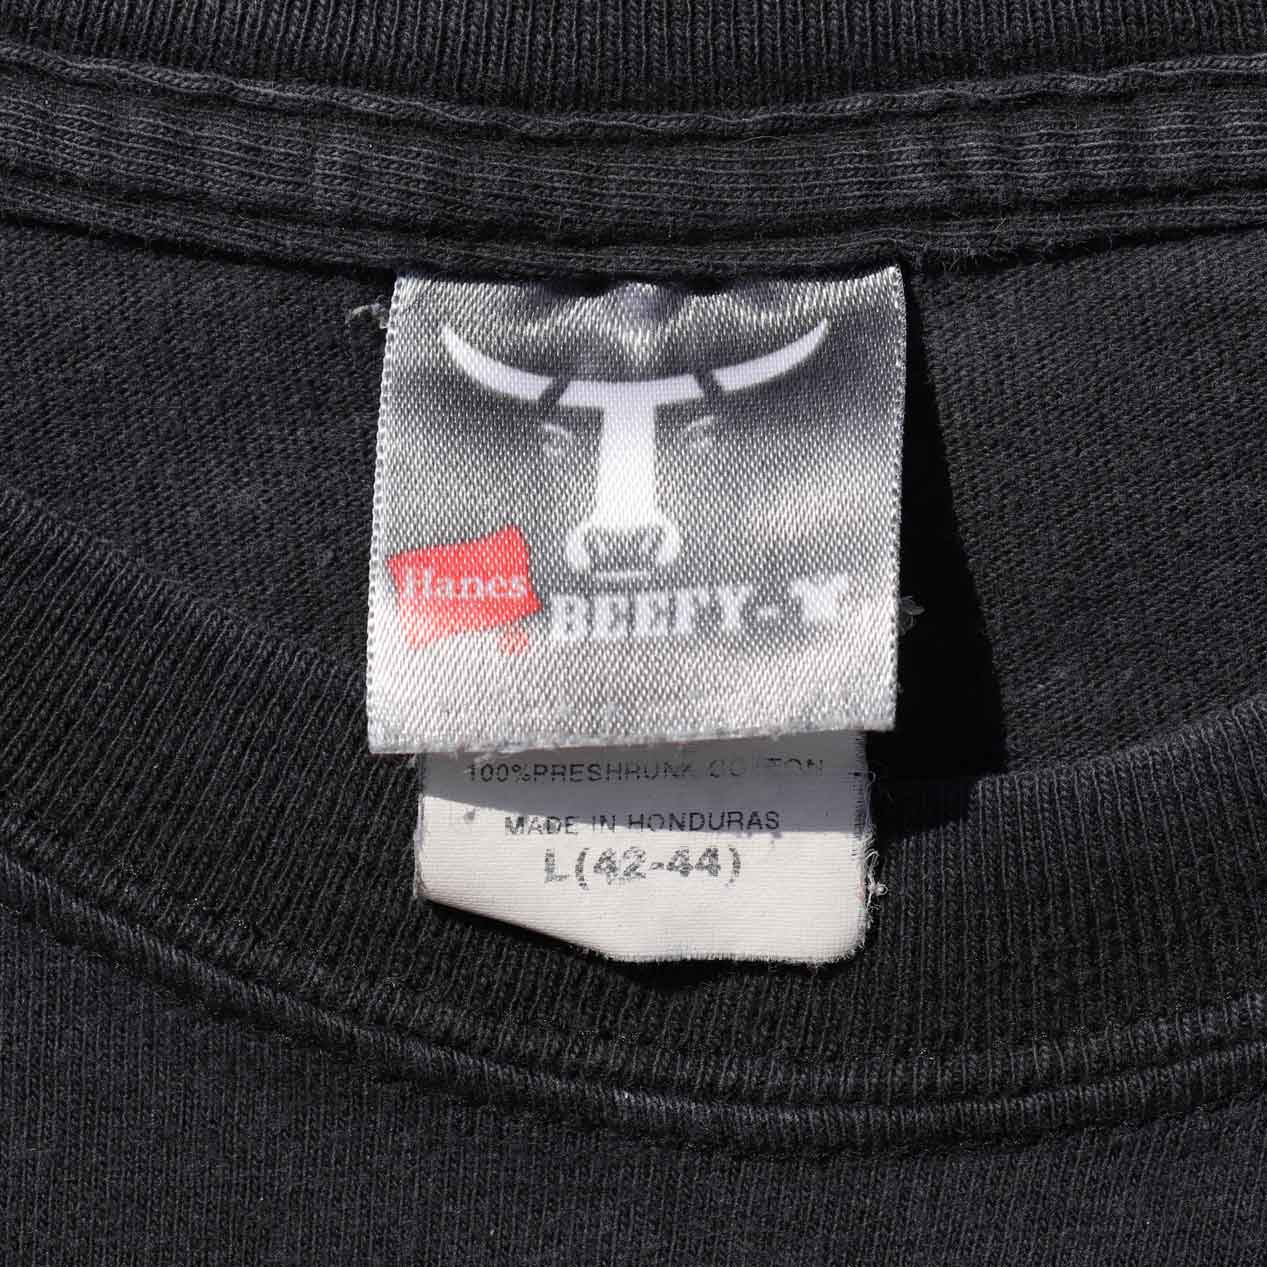 Hanes
®
BEEFY-T
100%PRESHRUNK COTTON
MADE IN HONDURAS
L(42-44)